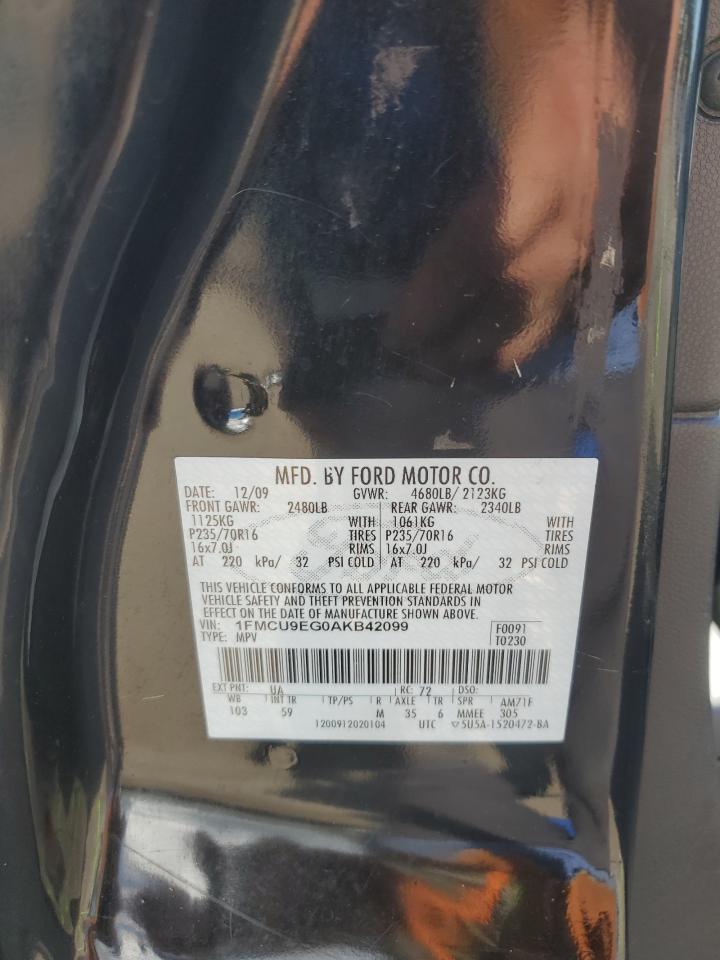 MFD. BY FORD MOTOR CO.
DATE: 12/09 GVWR: 4680LB/ 2123KG
FRONT GAWR: 2480LB REAR GAWR: 2340LB
1125KG WITH 1061KG WITH
P235/70R16 TIRES P235/70R16 TIRES
16x7.0J RIMS 16x7.0J RIMS
AT 220 kPa/ 32 PSI COLD AT 220 kPa/ 32 PSI COLD
THIS VEHICLE CONFORMS TO ALL APPLICABLE FEDERAL MOTOR
VEHICLE SAFETY AND THEFT PREVENTION STANDARDS IN
EFFECT ON THE DATE OF MANUFACTURE SHOWN ABOVE.
VIN: 1FMCU9EG0AKB42099 F0091
TYPE: MPV T0230
EXT PNT: UA RC: 72 DSO:
WB INT TR TP/PS R AXLE TR SPR AM71F
103 59 M 35 6 MMEE 305
1200912020104 UTC ▽5U5A-1520472-BA
Ford